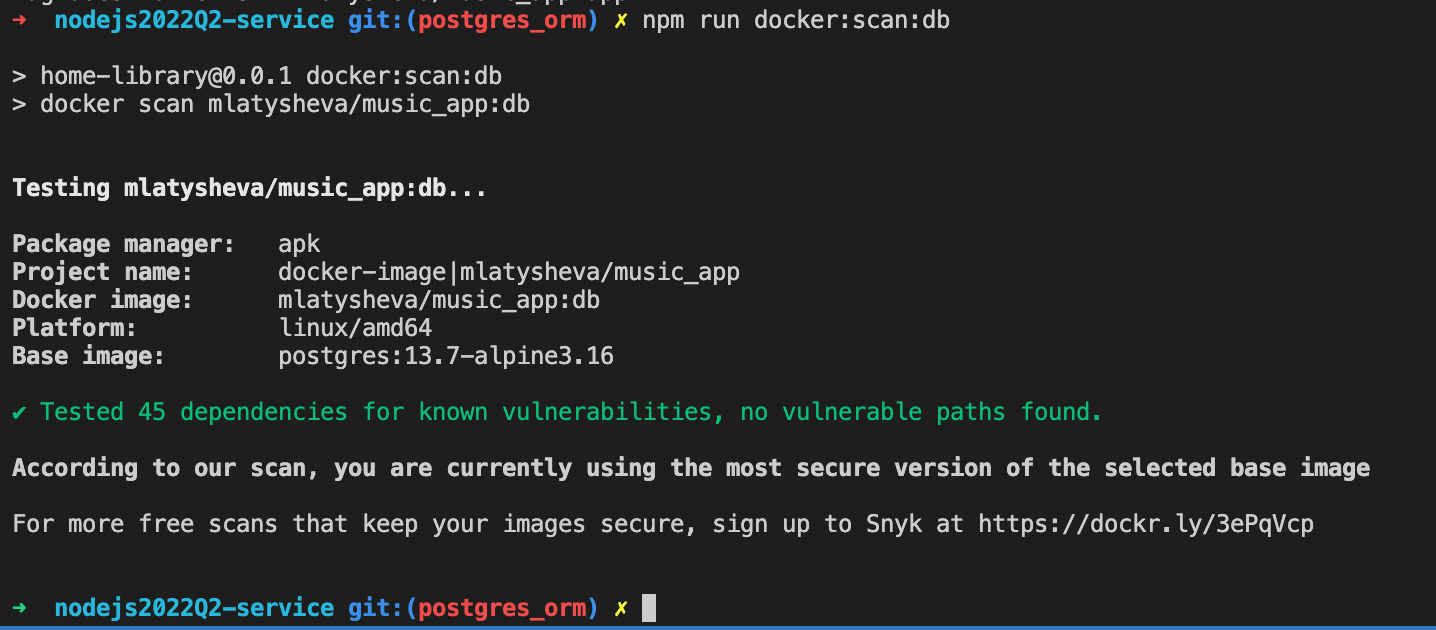 ➜ nodejs2022Q2-service git:(postgres_orm) ✗ npm run docker:scan:db
> home-library@0.0.1 docker:scan:db
> docker scan mlatysheva/music_app:db
Testing mlatysheva/music_app:db...
Package manager: apk
Project name: docker-image|mlatysheva/music_app
Docker image: mlatysheva/music_app:db
Platform: linux/amd64
Base image: postgres:13.7-alpine3.16
✔ Tested 45 dependencies for known vulnerabilities, no vulnerable paths found.
According to our scan, you are currently using the most secure version of the selected base image
For more free scans that keep your images secure, sign up to Snyk at https://dockr.ly/3ePqVcp
➜ nodejs2022Q2-service git:(postgres_orm) ✗